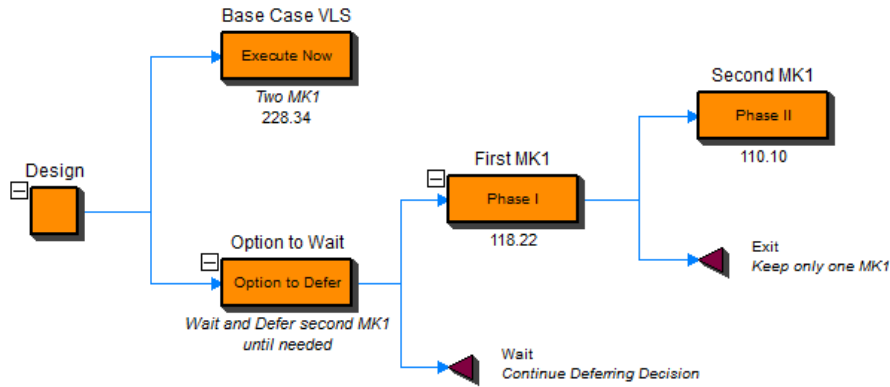 Base Case VLS
Execute Now
Two MK1
228.34
Second MK1
Phase II
110.10
Design
First MK1
Phase I
118.22
Option to Wait
Option to Defer
Wait and Defer second MK1
until needed
Exit
Keep only one MK1
Wait
Continue Deferring Decision